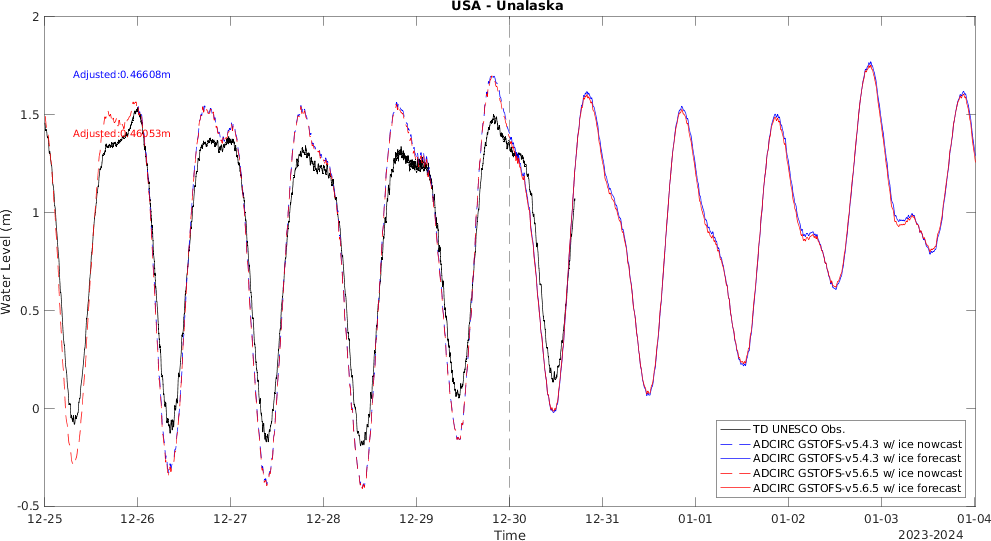 USA - Unalaska
2
1.5
1
0.5
0
-0.5
Water Level (m)
Adjusted:0.46608m
Adjusted:0.46053m
12-25
12-26
12-27
12-28
12-29
12-30
12-31
01-01
01-02
01-03
01-04
Time
2023-2024
TD UNESCO Obs.
ADCIRC GSTOFS-v5.4.3 w/ ice nowcast
ADCIRC GSTOFS-v5.4.3 w/ ice forecast
ADCIRC GSTOFS-v5.6.5 w/ ice nowcast
ADCIRC GSTOFS-v5.6.5 w/ ice forecast